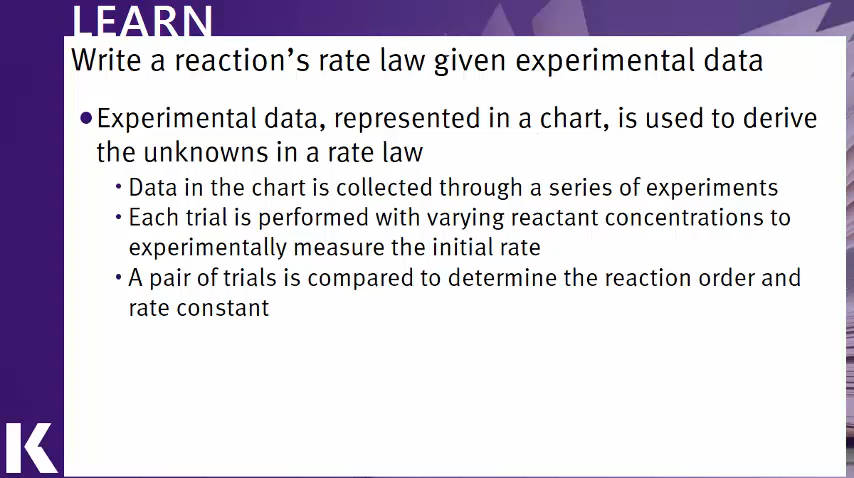 LEARN
Write a reaction's rate law given experimental data
•Experimental data, represented in a chart, is used to derive
the unknowns in a rate law
• Data in the chart is collected through a series of experiments
• Each trial is performed with varying reactant concentrations to
experimentally measure the initial rate
• A pair of trials is compared to determine the reaction order and
rate constant
K